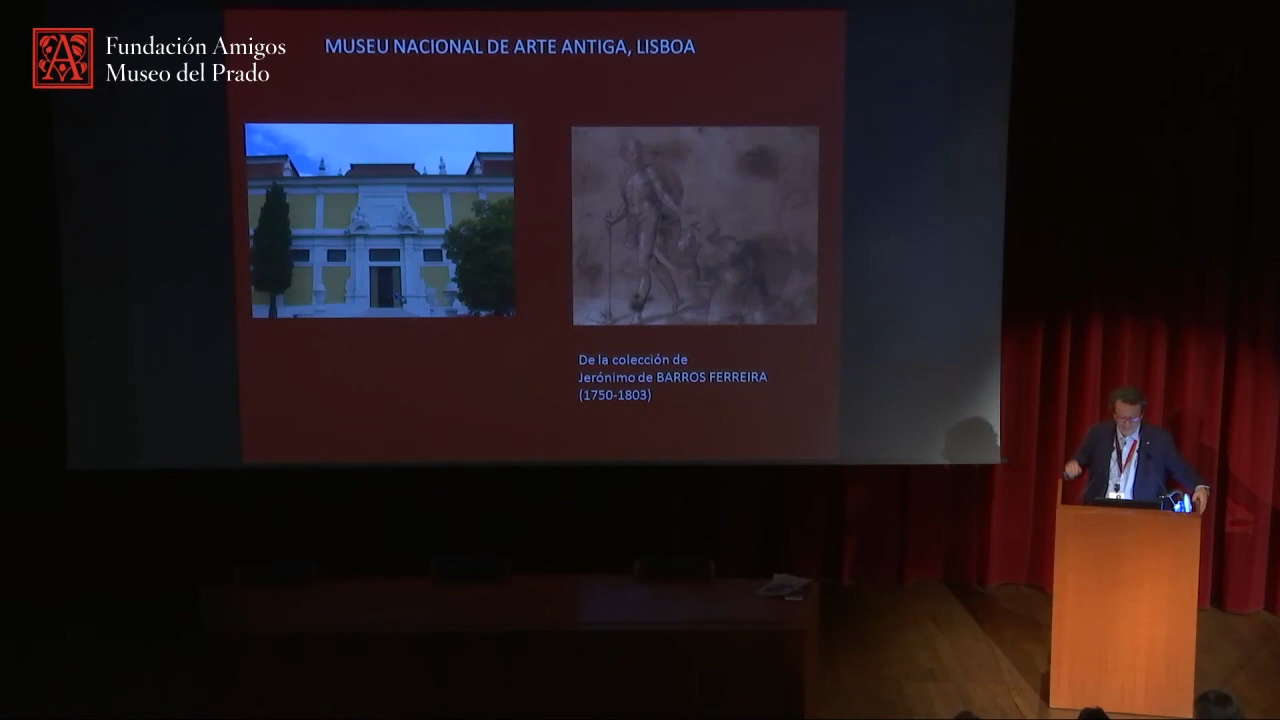 Fundación Amigos
Museo del Prado
MUSEU NACIONAL DE ARTE ANTIGA, LISBOA
De la colección de
Jerónimo de BARROS FERREIRA
(1750-1803)